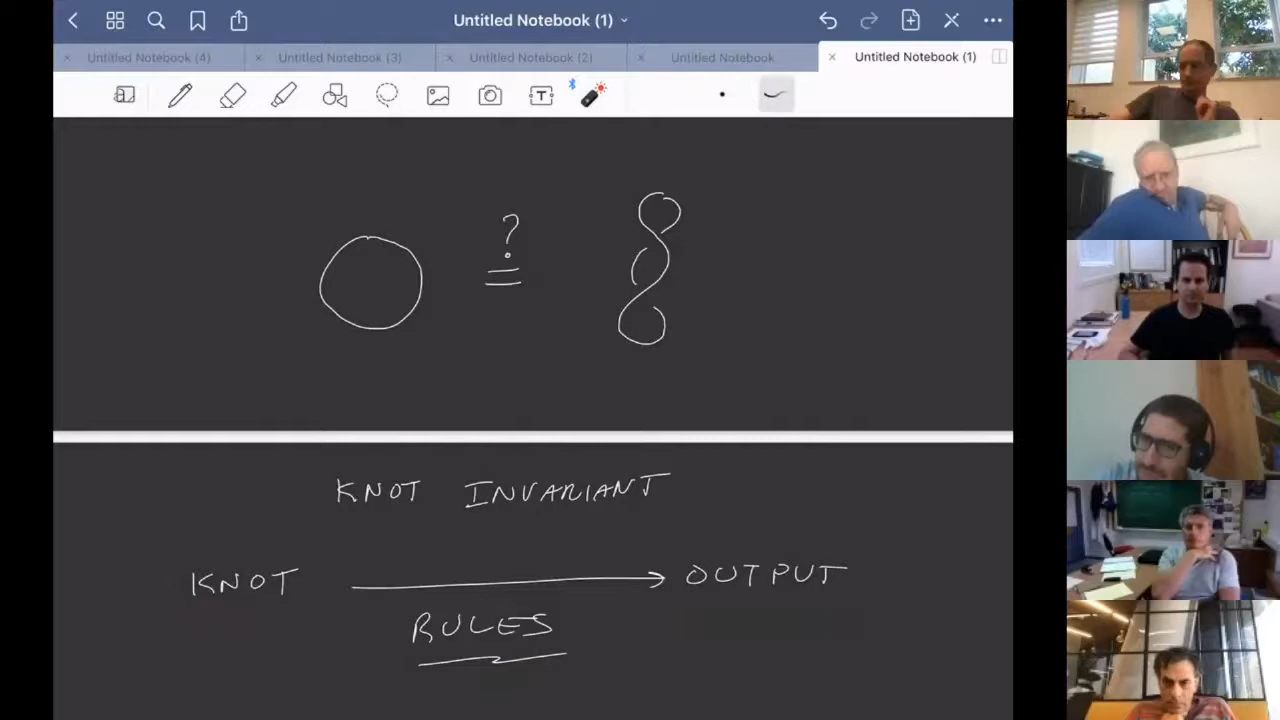 Untitled Notebook (1)
Untitled Notebook (4) Untitled Notebook (3) Untitled Notebook (2) Untitled Notebook Untitled Notebook (1)
T
?
=
KNOT INVARIANT
KNOT OUTPUT
RULES